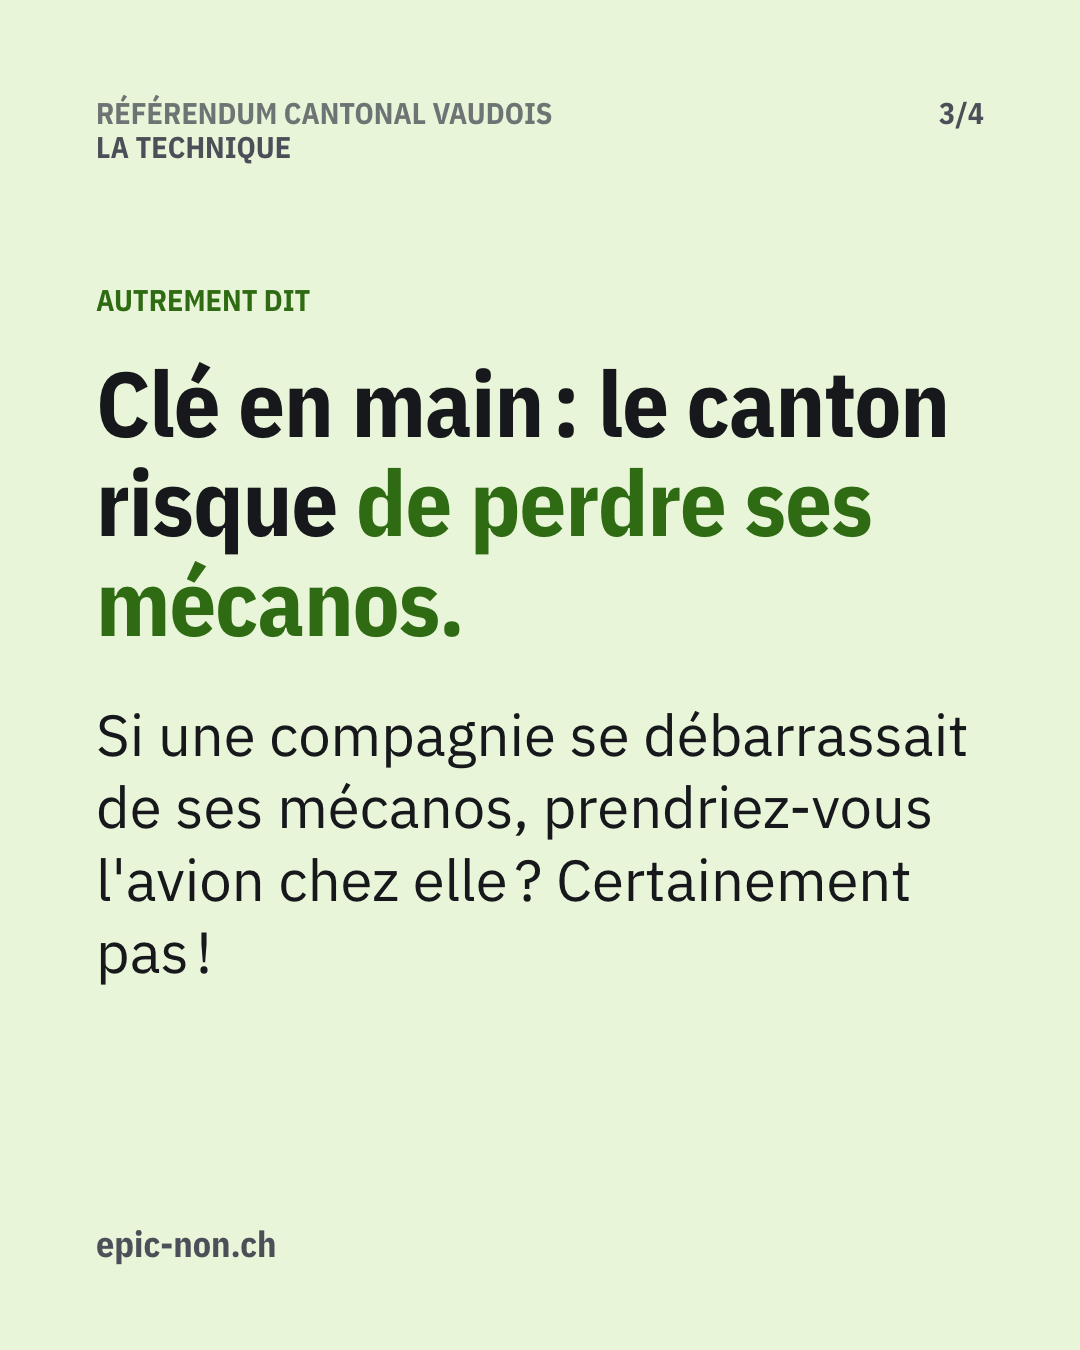 RÉFÉRENDUM CANTONAL VAUDOIS
LA TECHNIQUE
3/4
AUTREMENT DIT
Clé en main : le canton
risque de perdre ses
mécanos.
Si une compagnie se débarrassait
de ses mécanos, prendriez-vous
l'avion chez elle ? Certainement
pas !
epic-non.ch